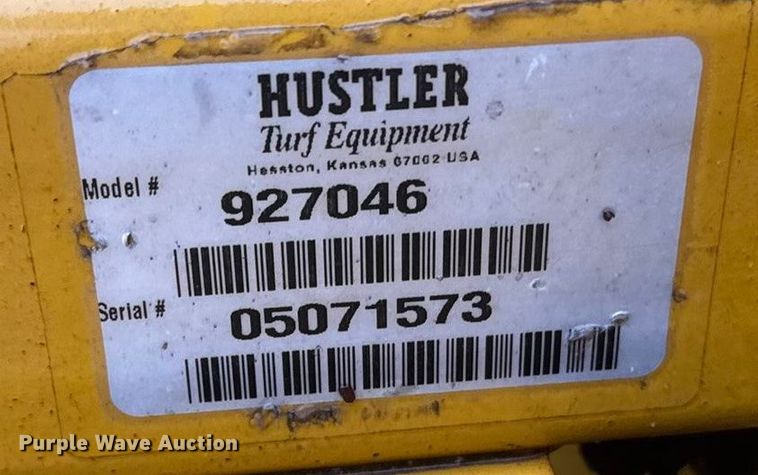 HUSTLER
Turf Equipment
Hesston, Kansas 67062 USA
Model # 927046
Serial # 05071573
Purple Wave Auction